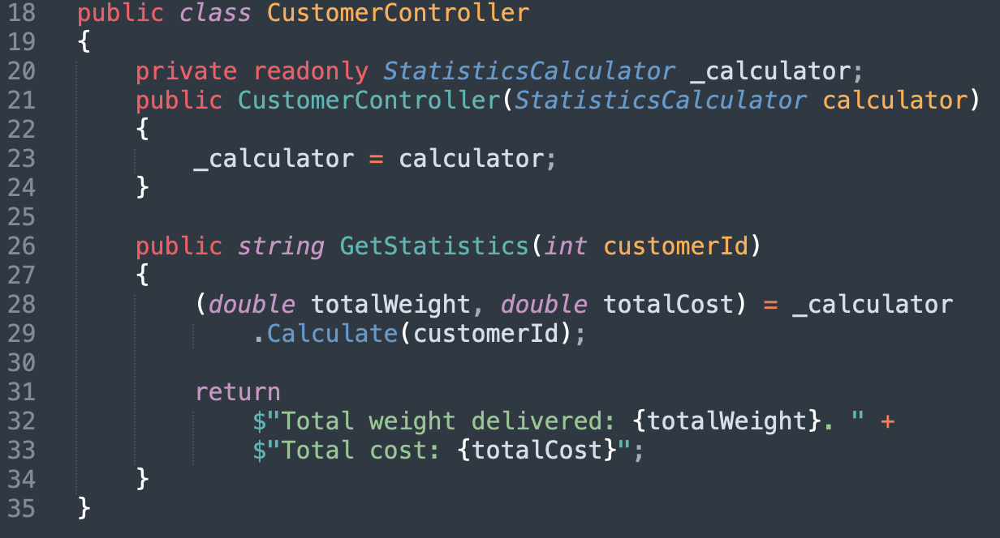 18 public class CustomerController
19 {
20     private readonly StatisticsCalculator _calculator;
21     public CustomerController(StatisticsCalculator calculator)
22     {
23         _calculator = calculator;
24     }
25
26     public string GetStatistics(int customerId)
27     {
28         (double totalWeight, double totalCost) = _calculator
29             .Calculate(customerId);
30
31         return
32             $"Total weight delivered: {totalWeight}. " +
33             $"Total cost: {totalCost}";
34     }
35 }